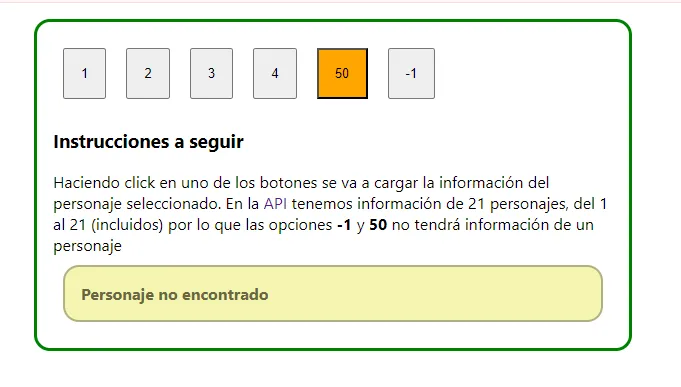 1 2 3 4 50 -1
Instrucciones a seguir
Haciendo click en uno de los botones se va a cargar la información del
personaje seleccionado. En la API tenemos información de 21 personajes, del 1
al 21 (incluidos) por lo que las opciones -1 y 50 no tendrá información de un
personaje
Personaje no encontrado